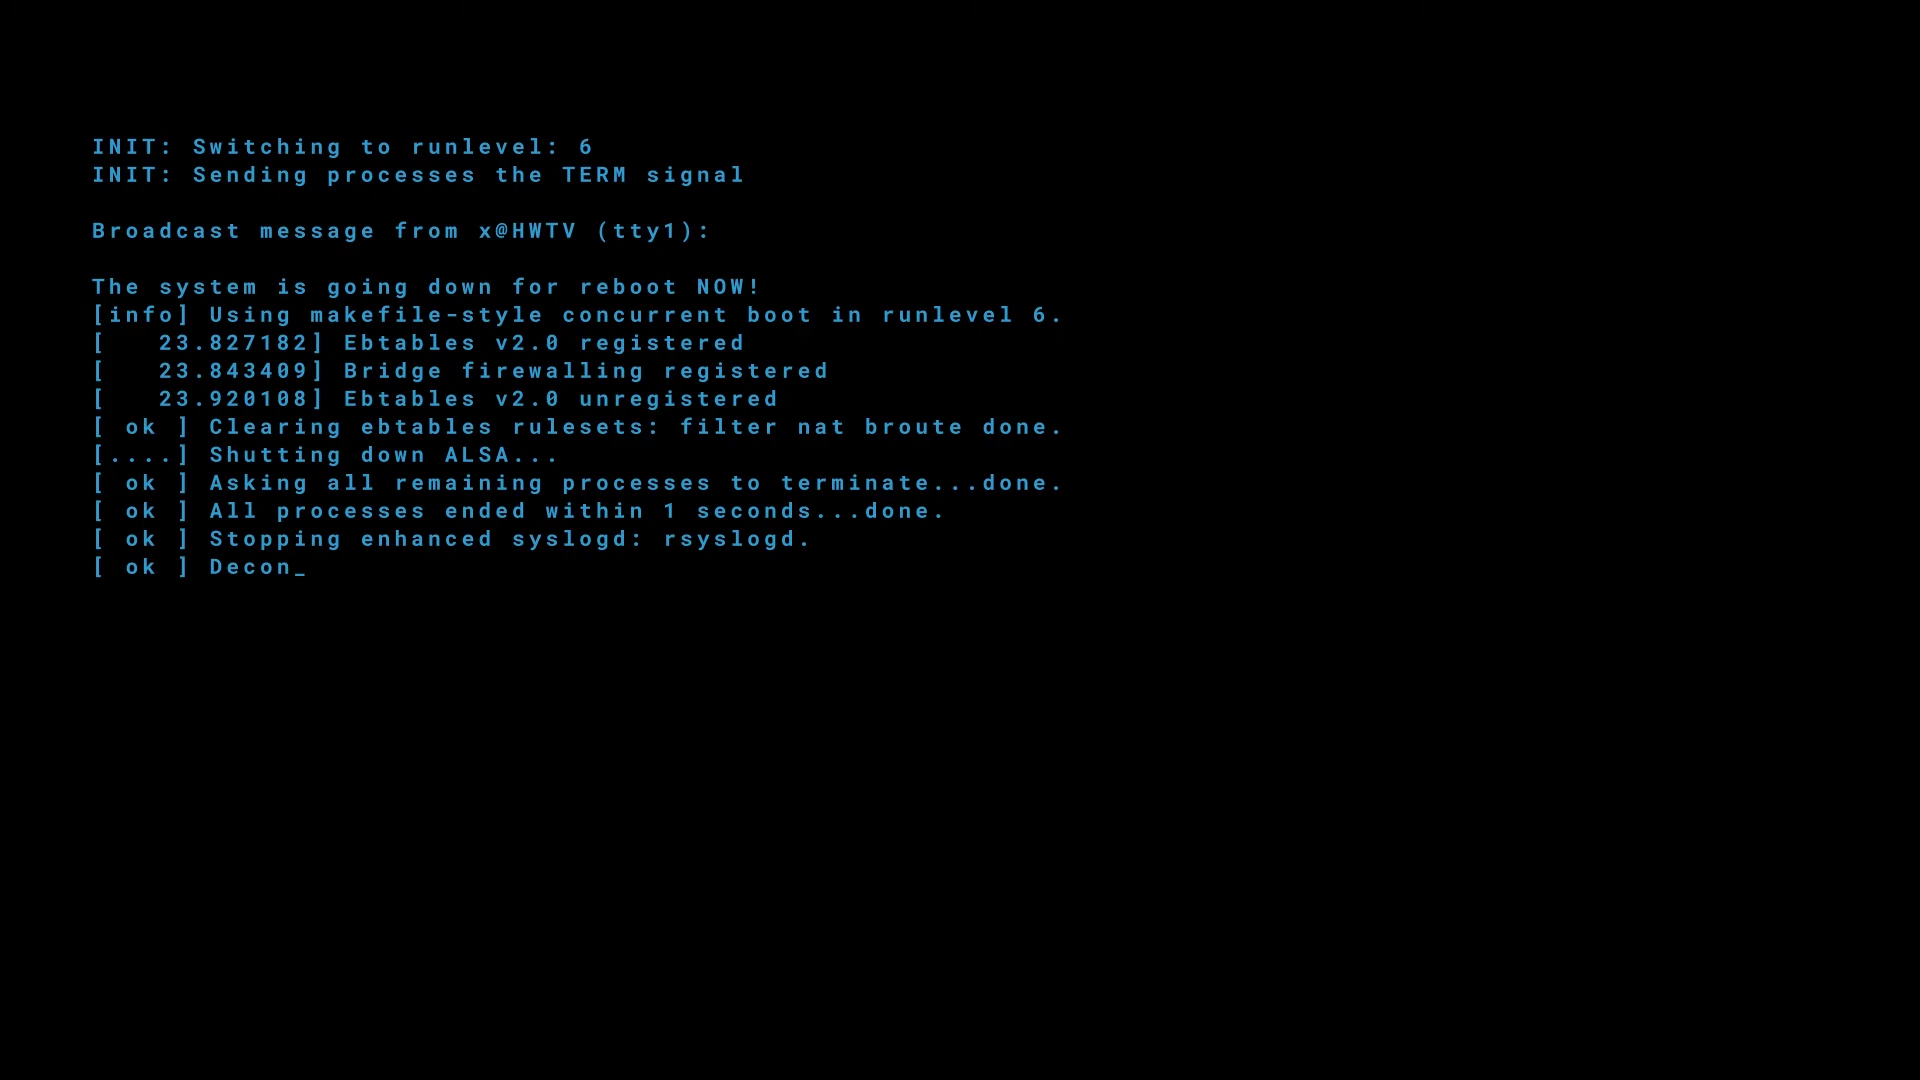 INIT: Switching to runlevel: 6
INIT: Sending processes the TERM signal
Broadcast message from x@HWTV (tty1):
The system is going down for reboot NOW!
[info] Using makefile-style concurrent boot in runlevel 6.
[   23.827182] Ebtables v2.0 registered
[   23.843409] Bridge firewalling registered
[   23.920108] Ebtables v2.0 unregistered
[ ok ] Clearing ebtables rulesets: filter nat broute done.
[....] Shutting down ALSA...
[ ok ] Asking all remaining processes to terminate...done.
[ ok ] All processes ended within 1 seconds...done.
[ ok ] Stopping enhanced syslogd: rsyslogd.
[ ok ] Decon_